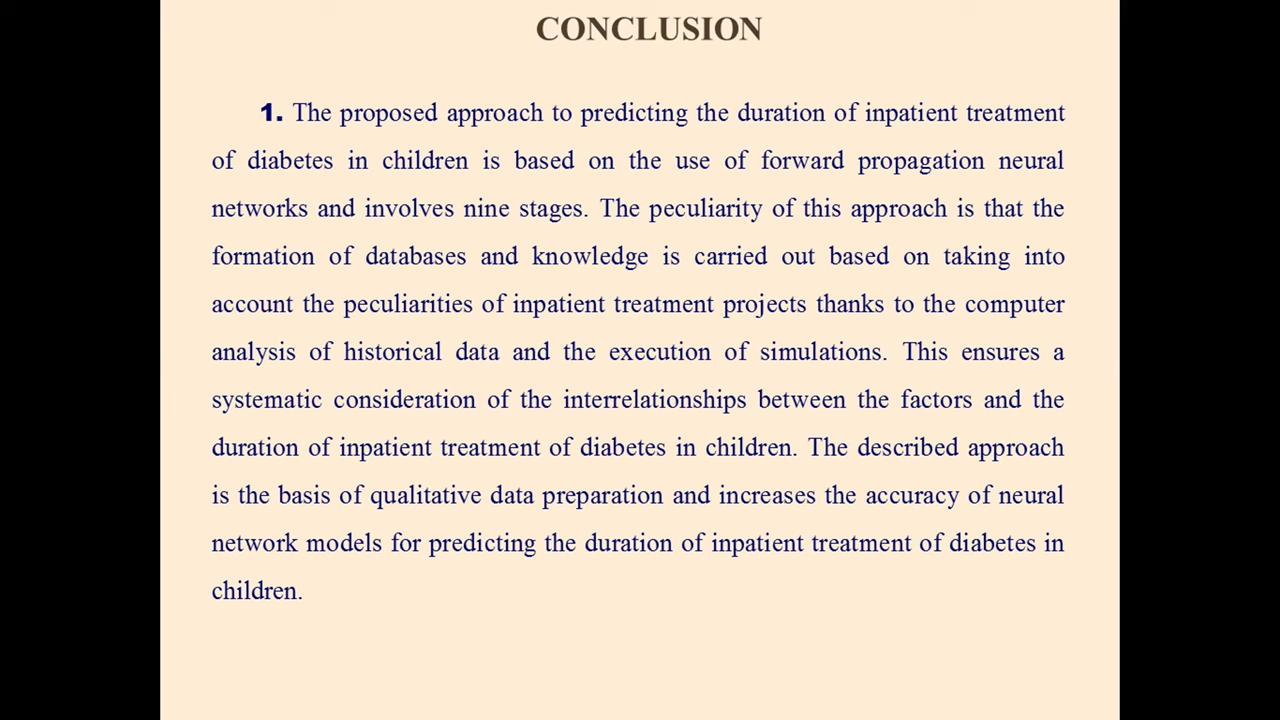 CONCLUSION
1. The proposed approach to predicting the duration of inpatient treatment
of diabetes in children is based on the use of forward propagation neural
networks and involves nine stages. The peculiarity of this approach is that the
formation of databases and knowledge is carried out based on taking into
account the peculiarities of inpatient treatment projects thanks to the computer
analysis of historical data and the execution of simulations. This ensures a
systematic consideration of the interrelationships between the factors and the
duration of inpatient treatment of diabetes in children. The described approach
is the basis of qualitative data preparation and increases the accuracy of neural
network models for predicting the duration of inpatient treatment of diabetes in
children.